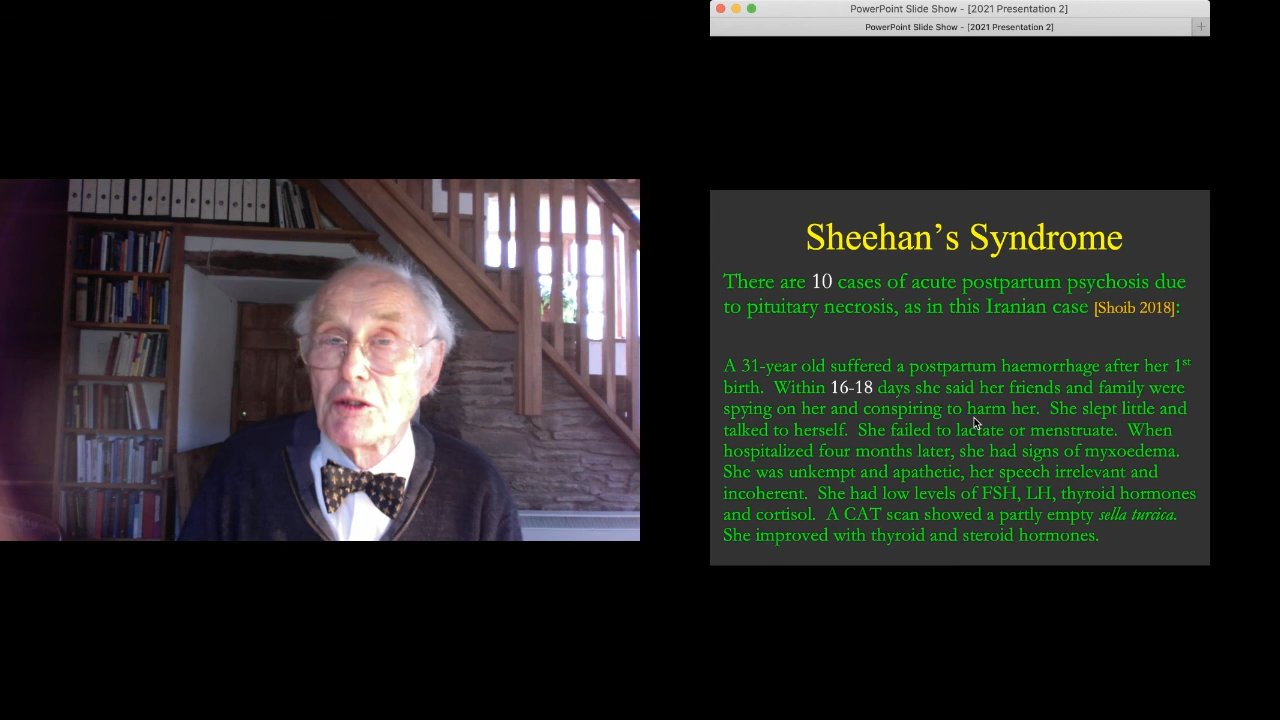 PowerPoint Slide Show - [2021 Presentation 2]
PowerPoint Slide Show - [2021 Presentation 2]
Sheehan's Syndrome
There are 10 cases of acute postpartum psychosis due
to pituitary necrosis, as in this Iranian case [Shoib 2018]:
A 31-year old suffered a postpartum haemorrhage after her 1st
birth. Within 16-18 days she said her friends and family were
spying on her and conspiring to harm her. She slept little and
talked to herself. She failed to lactate or menstruate. When
hospitalized four months later, she had signs of myxoedema.
She was unkempt and apathetic, her speech irrelevant and
incoherent. She had low levels of FSH, LH, thyroid hormones
and cortisol. A CAT scan showed a partly empty sella turcica.
She improved with thyroid and steroid hormones.